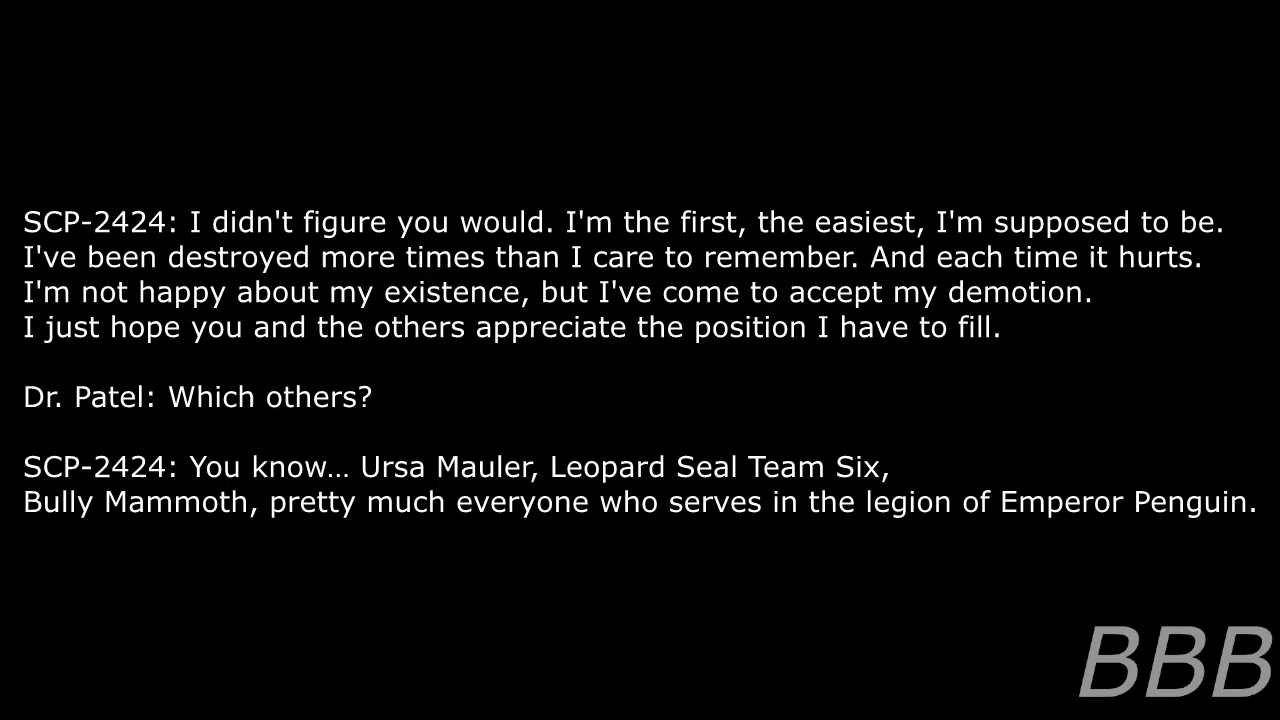 SCP-2424: I didn't figure you would. I'm the first, the easiest, I'm supposed to be.
I've been destroyed more times than I care to remember. And each time it hurts.
I'm not happy about my existence, but I've come to accept my demotion.
I just hope you and the others appreciate the position I have to fill.
Dr. Patel: Which others?
SCP-2424: You know… Ursa Mauler, Leopard Seal Team Six,
Bully Mammoth, pretty much everyone who serves in the legion of Emperor Penguin.
BBB